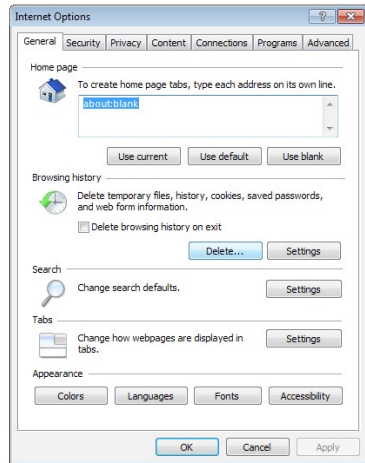 Internet Options
General Security Privacy Content Connections Programs Advanced
Home page
To create home page tabs, type each address on its own line.
about:blank
Use current Use default Use blank
Browsing history
Delete temporary files, history, cookies, saved passwords,
and web form information.
Delete browsing history on exit
Delete... Settings
Search
Change search defaults. Settings
Tabs
Change how webpages are displayed in
tabs.
Settings
Appearance
Colors Languages Fonts Accessibility
OK Cancel Apply